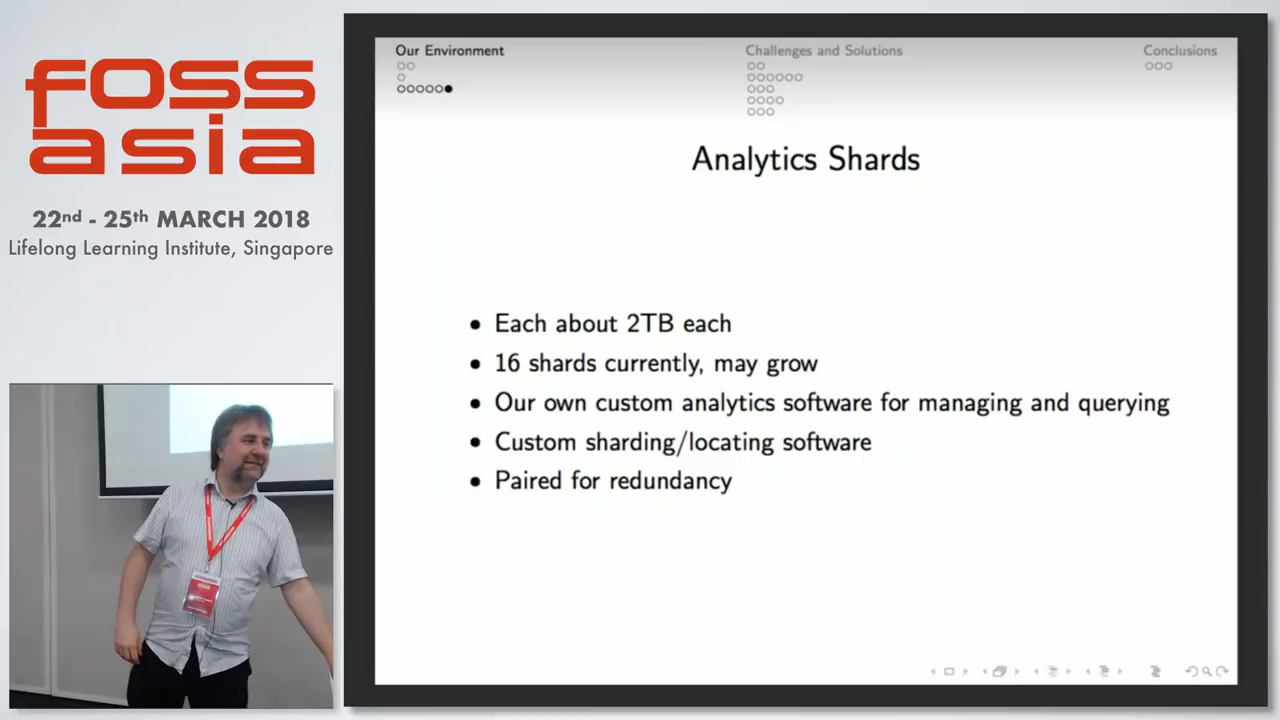 foss
asia
22nd - 25th MARCH 2018
Lifelong Learning Institute, Singapore
Our Environment
Challenges and Solutions
Conclusions
Analytics Shards
• Each about 2TB each
• 16 shards currently, may grow
• Our own custom analytics software for managing and querying
• Custom sharding/locating software
• Paired for redundancy